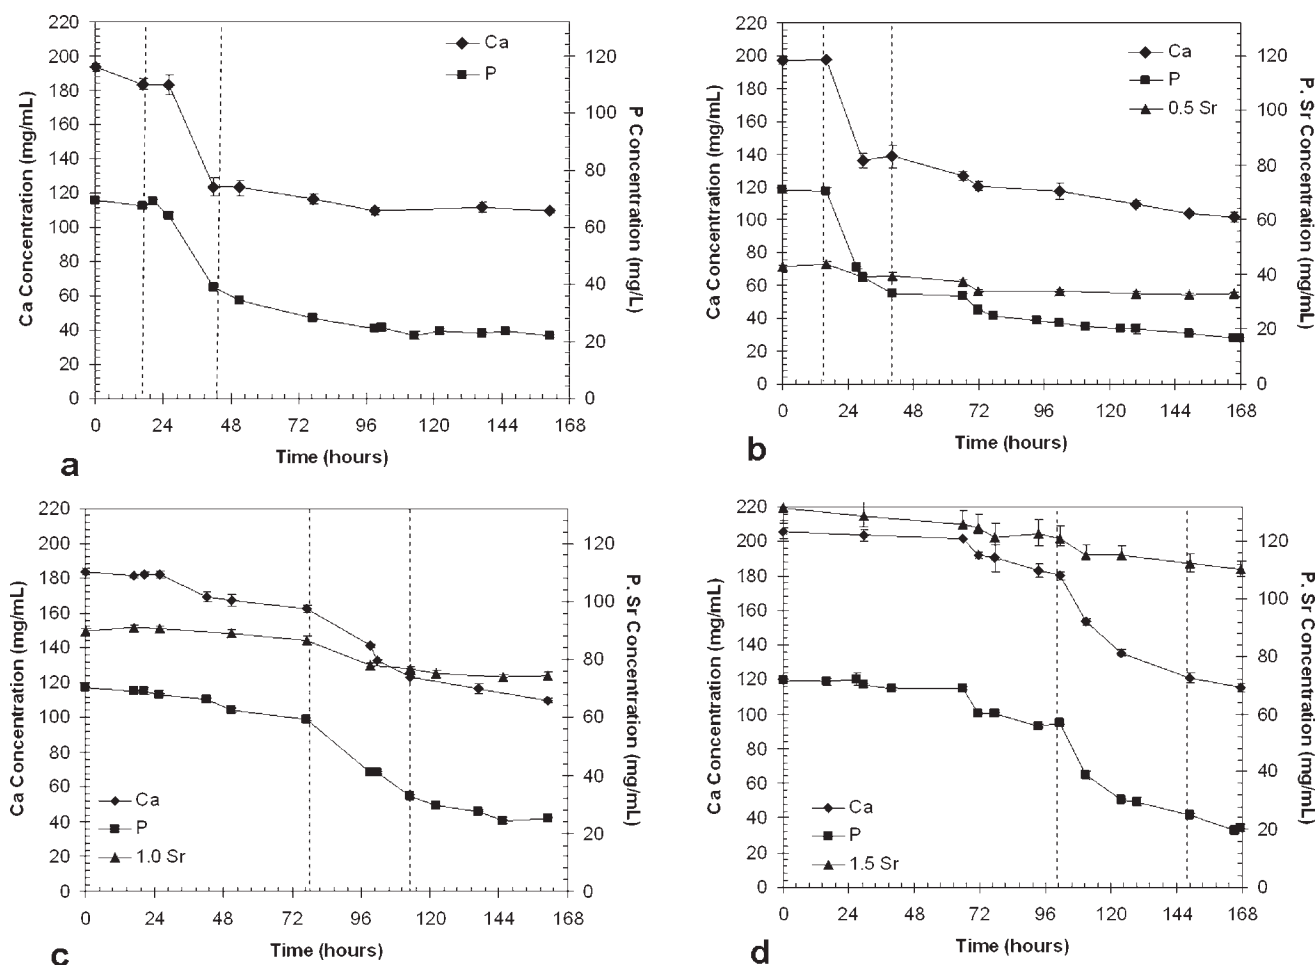 a
220
200
180
160
140
120
100
80
60
40
20
0
Ca Concentration (mg/mL)
Ca
P
120
100
80
60
40
20
0
P Concentration (mg/L)
0 24 48 72 96 120 144 168
Time (hours)
b
220
200
180
160
140
120
100
80
60
40
20
0
Ca Concentration (mg/mL)
Ca
P
0.5 Sr
120
100
80
60
40
20
0
P. Sr Concentration (mg/mL)
0 24 48 72 96 120 144 168
Time (hours)
220
200
180
160
140
120
100
80
60
40
20
0
Ca Concentration (mg/mL)
Ca
P
1.0 Sr
120
100
80
60
40
20
0
P. Sr Concentration (mg/mL)
0 24 48 72 96 120 144 168
Time (hours)
c
220
200
180
160
140
120
100
80
60
40
20
0
Ca Concentration (mg/mL)
Ca
P
1.5 Sr
120
100
80
60
40
20
0
P. Sr Concentration (mg/mL)
0 24 48 72 96 120 144 168
Time (hours)
d